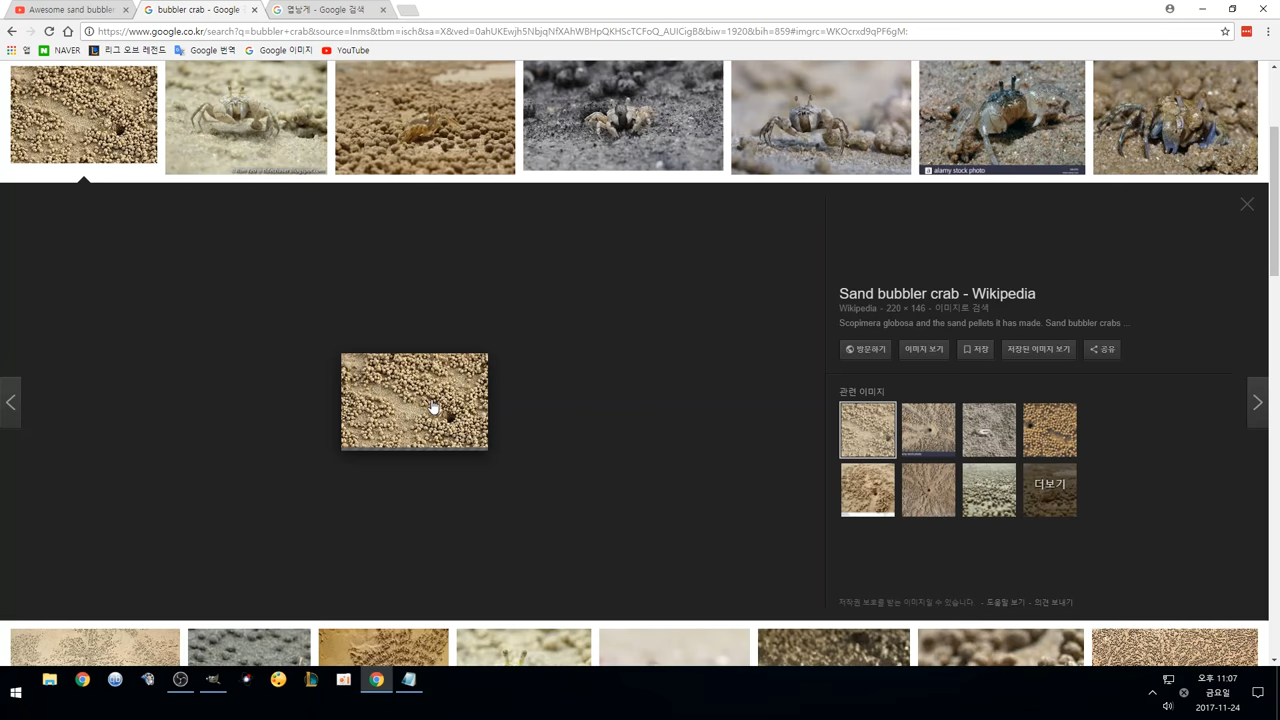 Awesome sand bubbler
bubbler crab - Google
엽낭게 - Google 검색
https://www.google.co.kr/search?q=bubbler+crab&source=lnms&tbm=isch&sa=X&ved=0ahUKEwjh5NbjqNfXAhWBHpQKHScTCFoQ_AUICigB&biw=1920&bih=859#imgrc=WKOcrxd9qPF6gM:
앱
NAVER
리그 오브 레전드
Google 번역
Google 이미지
YouTube
a alamy stock photo
Sand bubbler crab - Wikipedia
Wikipedia - 220 × 146 - 이미지로 검색
Scopimera globosa and the sand pellets it has made. Sand bubbler crabs ...
방문하기
이미지 보기
저장
저장된 이미지 보기
공유
관련 이미지
더보기
저작권 보호를 받는 이미지일 수 있습니다. - 도움말 보기 - 의견 보내기
오후 11:07
금요일
2017-11-24